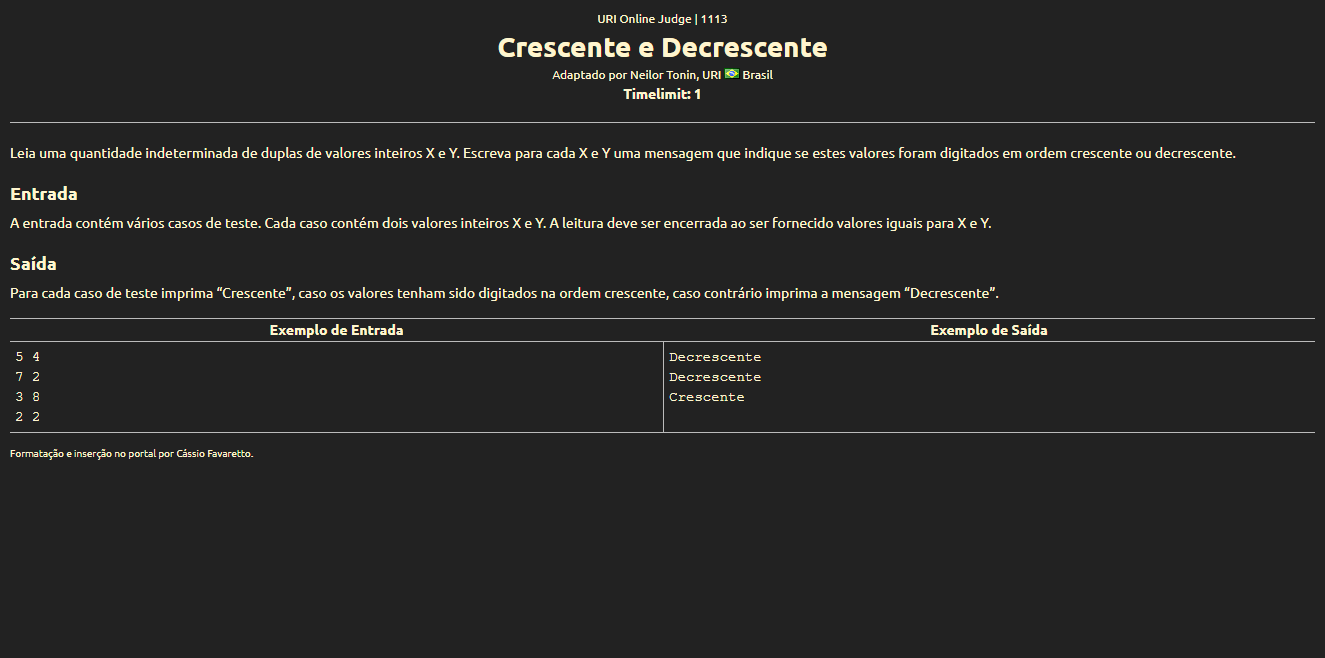 URI Online Judge | 1113
Crescente e Decrescente
Adaptado por Neilor Tonin, URI 🇧🇷 Brasil
Timelimit: 1
Leia uma quantidade indeterminada de duplas de valores inteiros X e Y. Escreva para cada X e Y uma mensagem que indique se estes valores foram digitados em ordem crescente ou decrescente.
Entrada
A entrada contém vários casos de teste. Cada caso contém dois valores inteiros X e Y. A leitura deve ser encerrada ao ser fornecido valores iguais para X e Y.
Saída
Para cada caso de teste imprima “Crescente”, caso os valores tenham sido digitados na ordem crescente, caso contrário imprima a mensagem “Decrescente”.
Exemplo de Entrada Exemplo de Saída
5 4 Decrescente
7 2 Decrescente
3 8 Crescente
2 2
Formatação e inserção no portal por Cássio Favaretto.